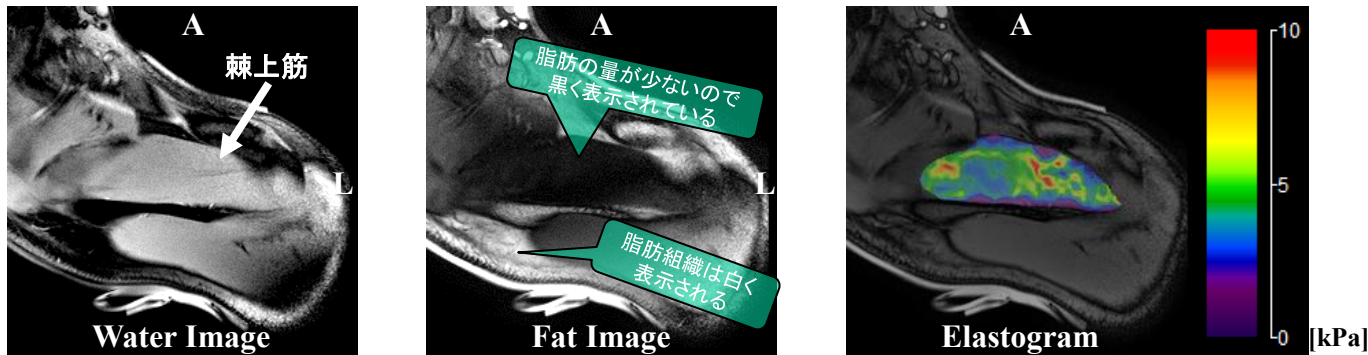 A
棘上筋
L
Water Image
A
脂肪の量が少ないので
黒く表示されている
L
脂肪組織は白く
表示される
Fat Image
A
10
5
0
[kPa]
Elastogram